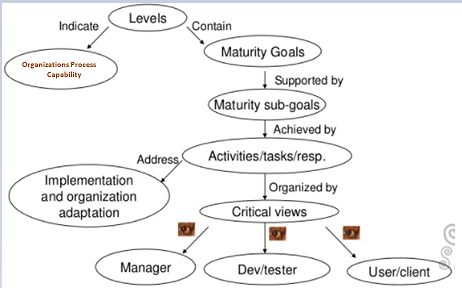 Levels
Indicate
Contain
Organizations Process
Capability
Maturity Goals
Supported by
Maturity sub-goals
Achieved by
Address
Activities/tasks/resp.
Implementation
and organization
adaptation
Organized by
Critical views
Manager
Dev/tester
User/client